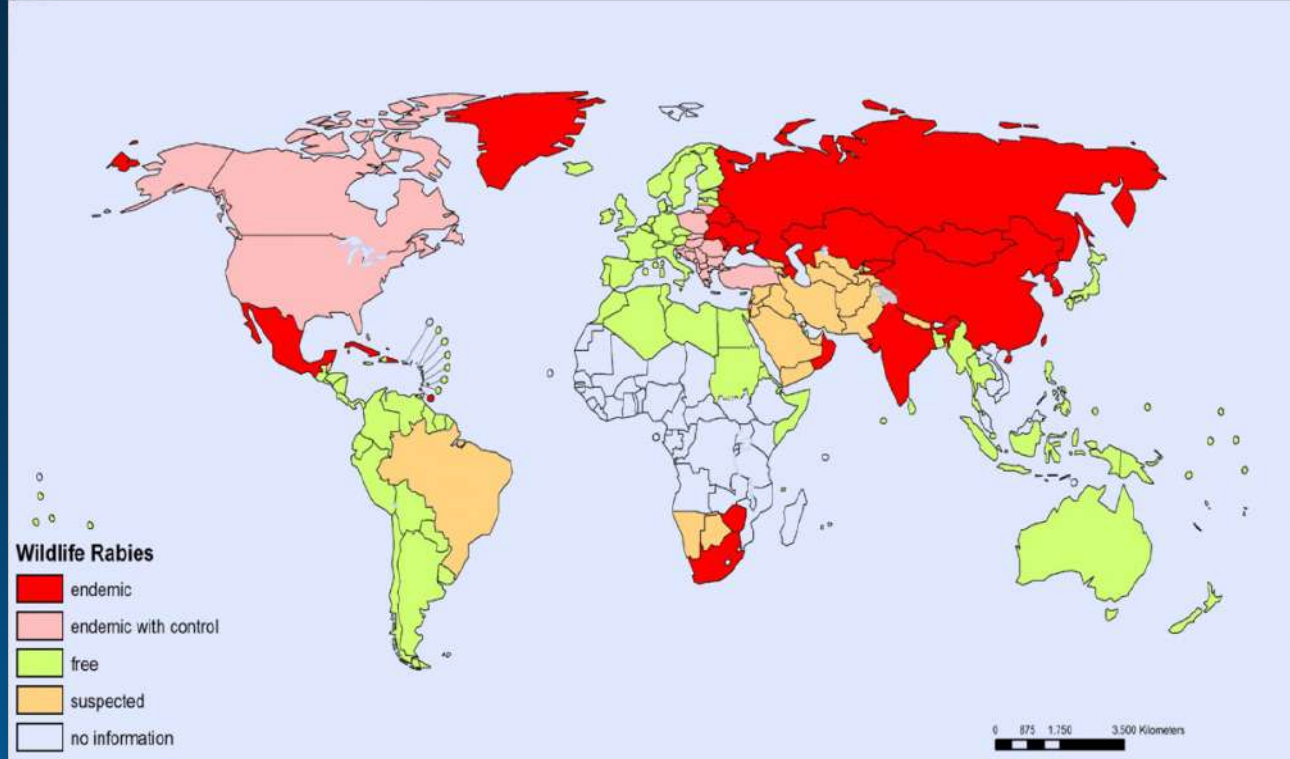 Wildlife Rabies
endemic
endemic with control
free
suspected
no information
0 875 1.750 3.500 Kilometers